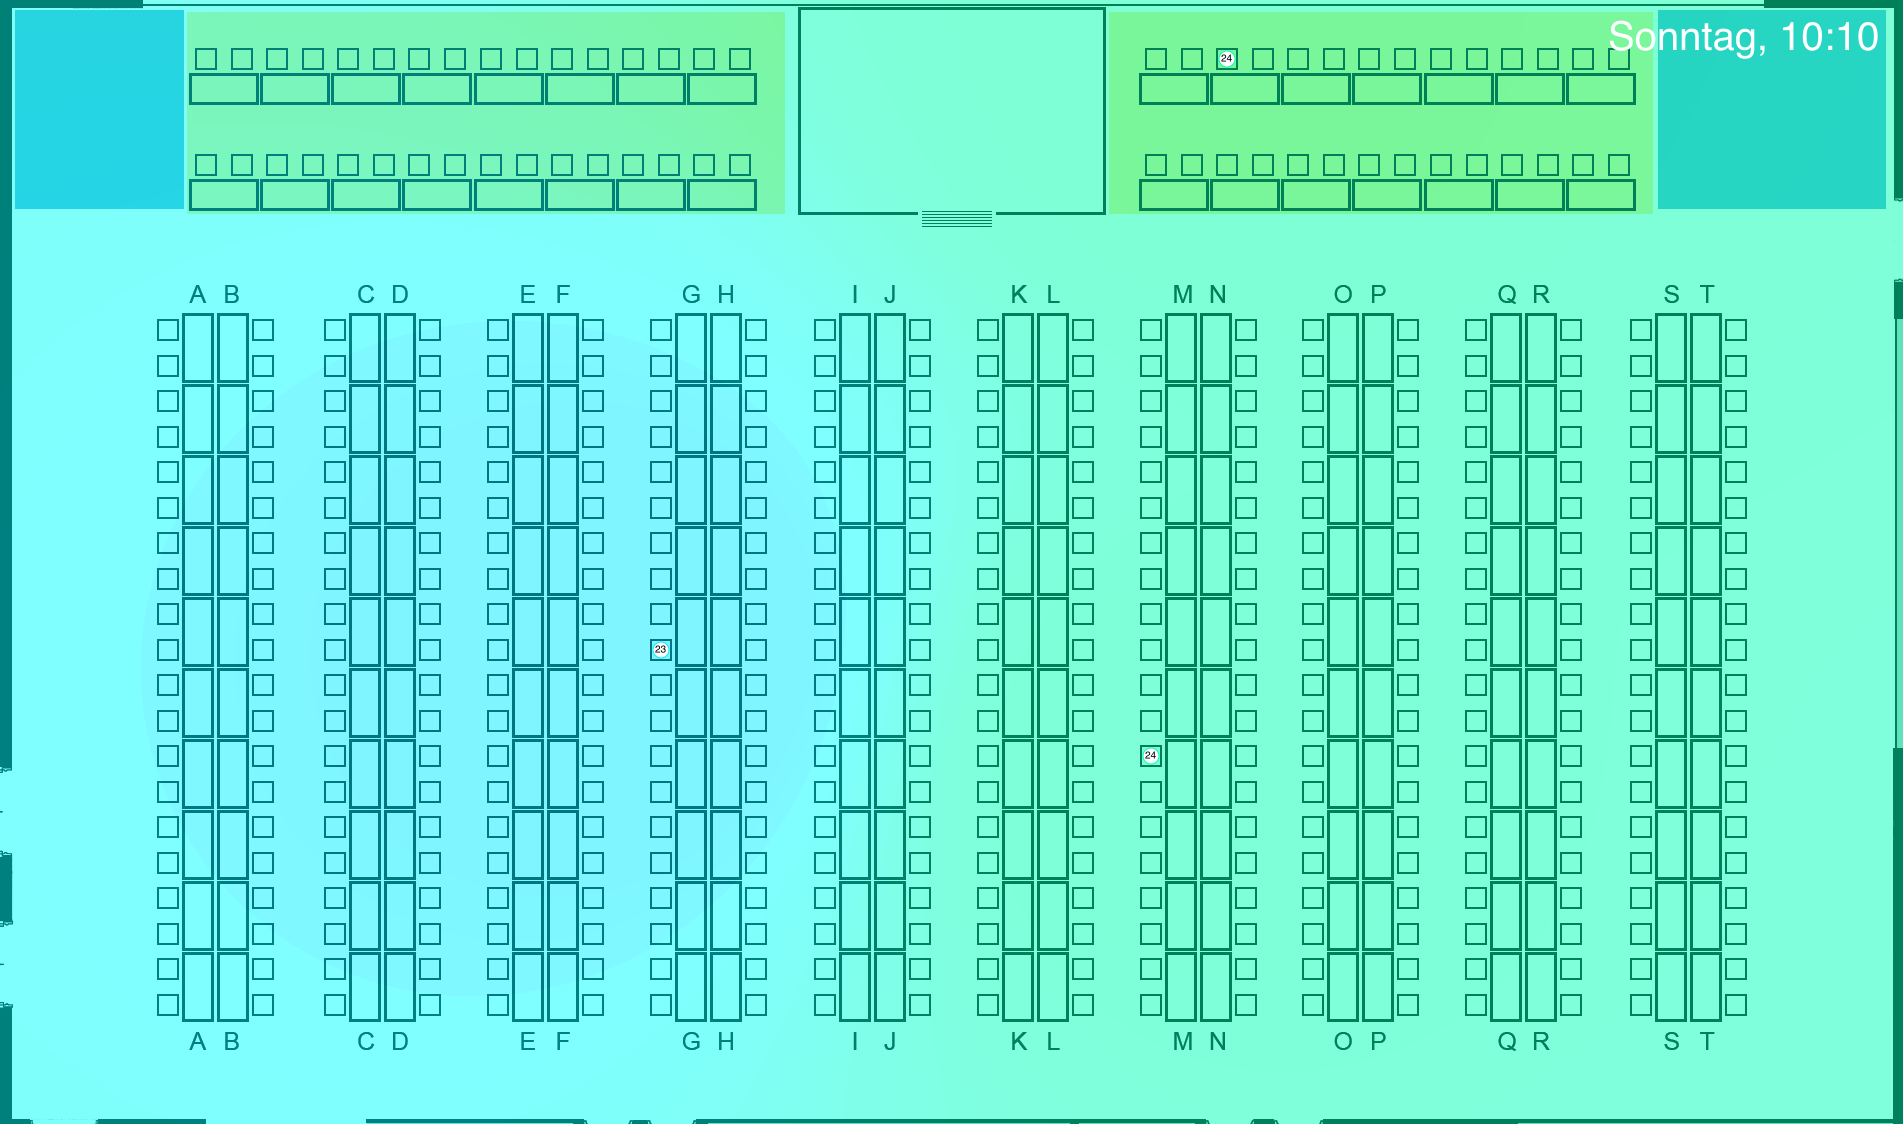 Sonntag, 10:10
24
A B C D E F G H I J K L M N O P Q R S T
23
24
A B C D E F G H I J K L M N O P Q R S T